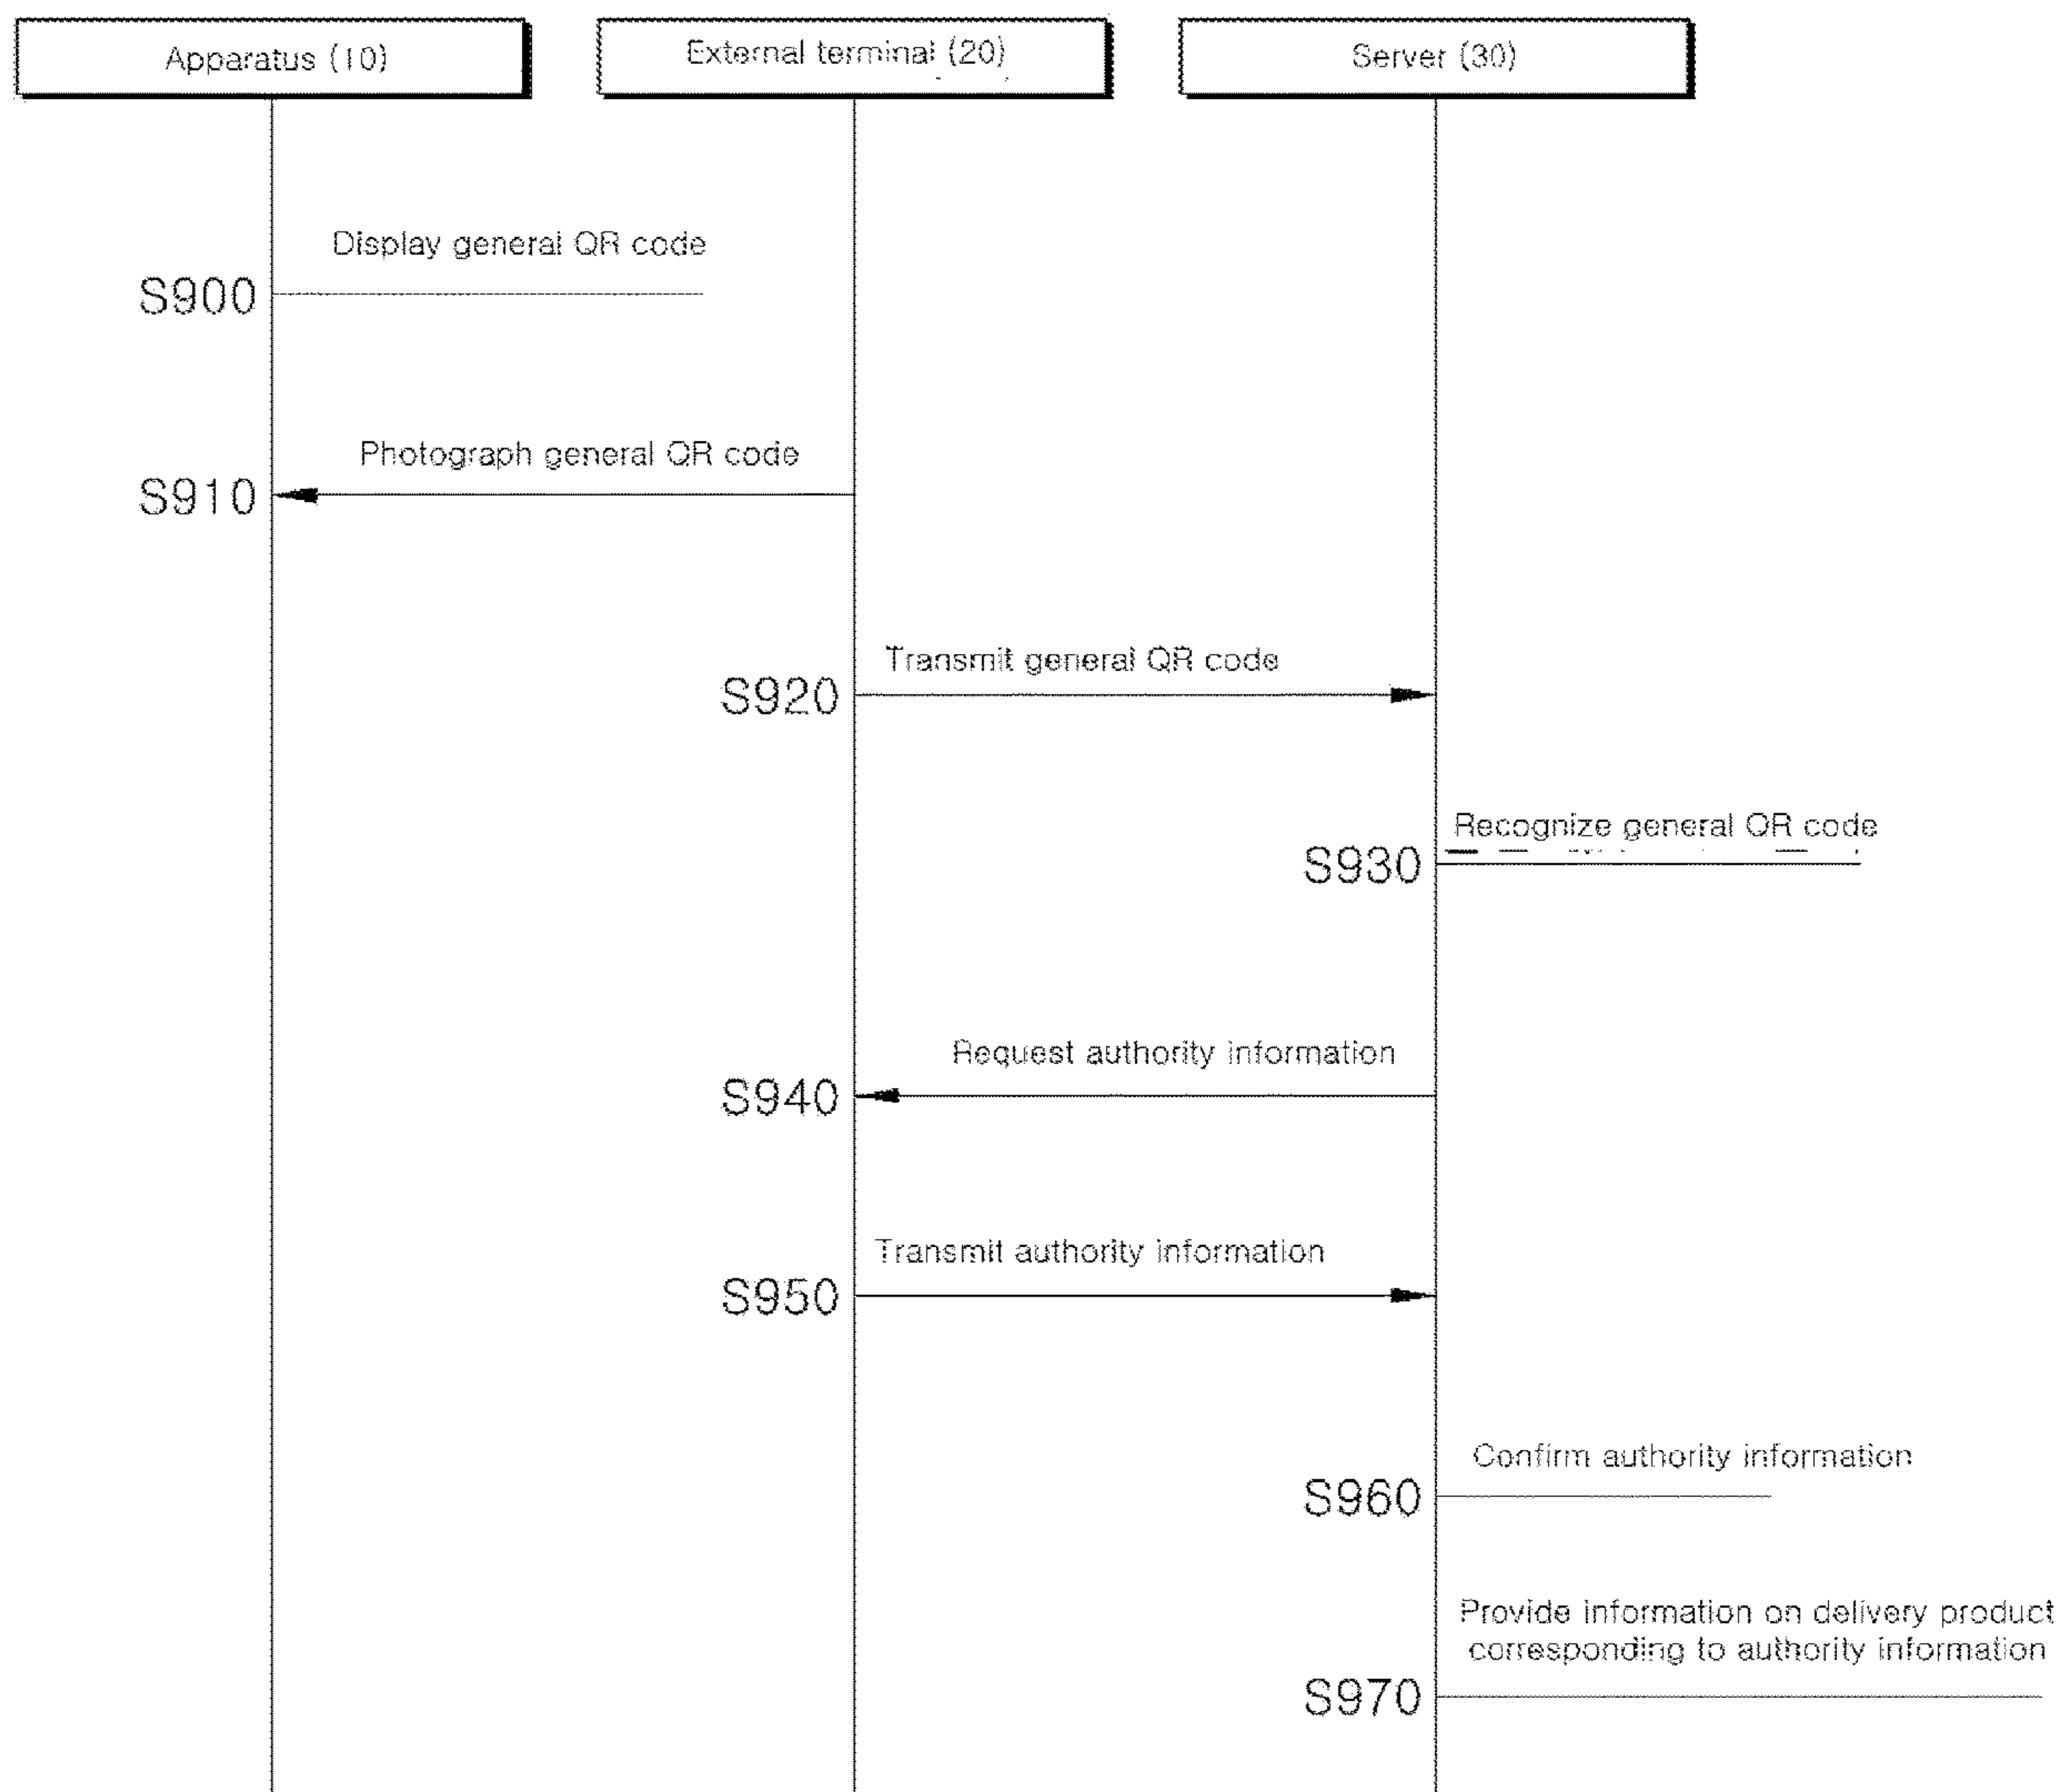 Apparatus (10)
External terminal (20)
Server (30)
Display general QR code
S900
Photograph general QR code
S910
Transmit general QR code
S920
Recognize general QR code
S930
Request authority information
S940
Transmit authority information
S950
Confirm authority information
S960
Provide information on delivery product
corresponding to authority information
S970